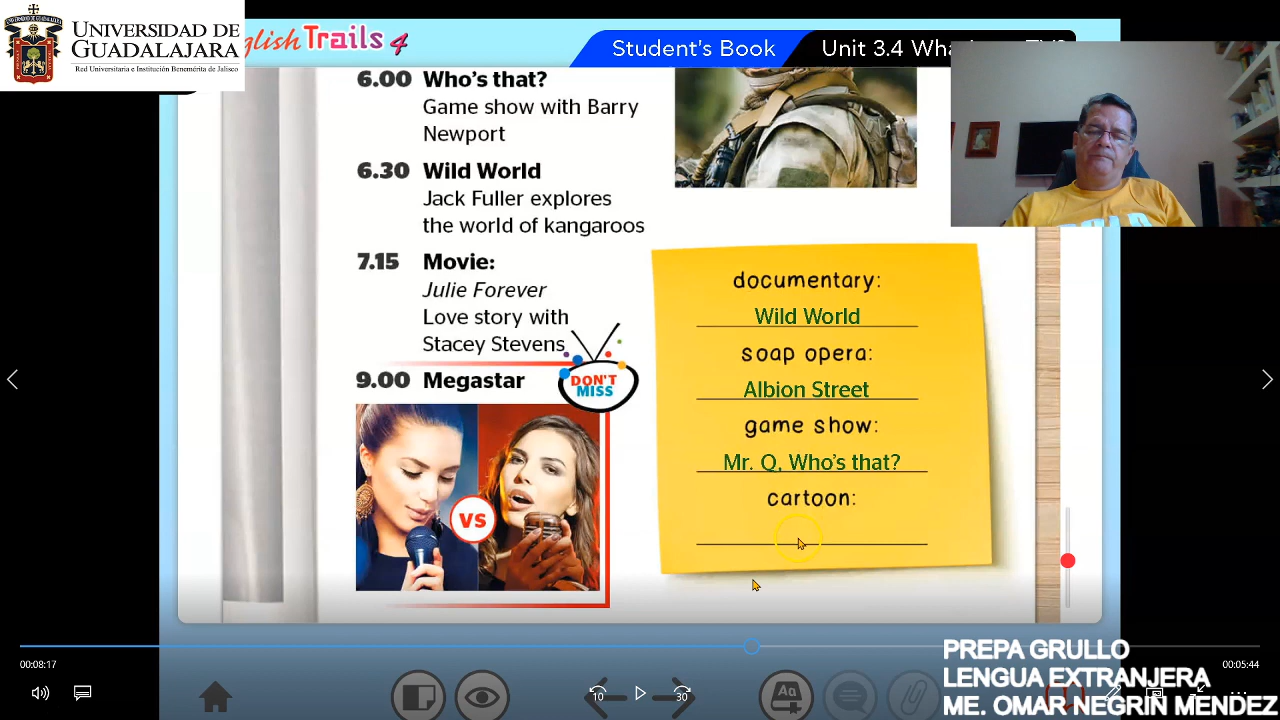 UNIVERSIDAD DE
GUADALAJARA
Red Universitaria e Institución Benemérita de Jalisco
glish Trails 4
Student's Book
Unit 3.4
6.00 Who's that?
Game show with Barry
Newport
6.30 Wild World
Jack Fuller explores
the world of kangaroos
7.15 Movie:
Julie Forever
Love story with
Stacey Stevens
9.00 Megastar
DON'T
MISS
VS
documentary:
Wild World
soap opera:
Albion Street
game show:
Mr. Q, Who's that?
cartoon:
00:08:17
00:05:44
10
30
Aa
PREPA GRULLO
LENGUA EXTRANJERA
ME. OMAR NEGRIN MENDEZ